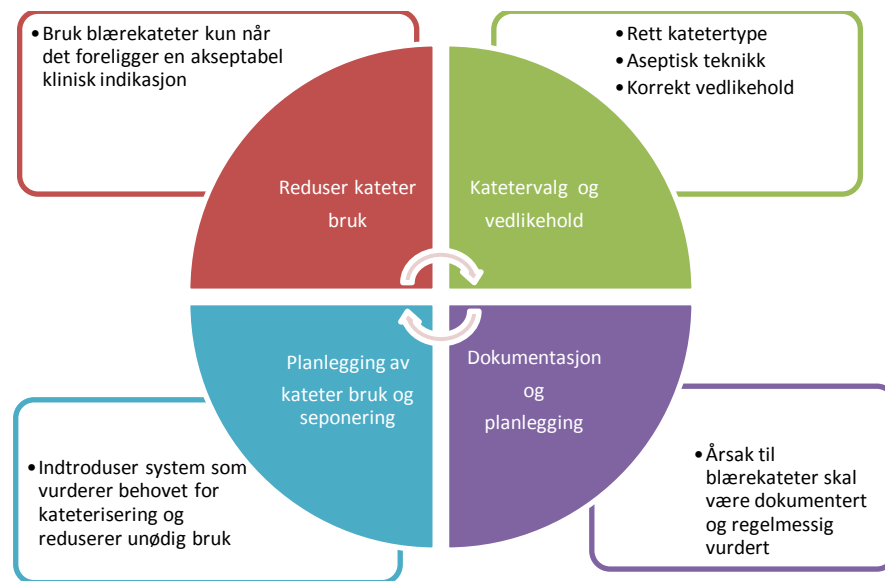 • Bruk blærekateter kun når
det foreligger en akseptabel
klinisk indikasjon
• Rett katetertype
• Aseptisk teknikk
• Korrekt vedlikehold
Reduser kateter
bruk
Katetervalg og
vedlikehold
Planlegging av
kateter bruk og
seponering
Dokumentasjon
og
planlegging
• Indtroduser system som
vurderer behovet for
kateterisering og
reduserer unødig bruk
• Årsak til
blærekateter skal
være dokumentert
og regelmessig
vurdert